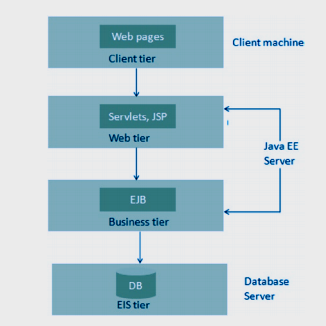 Web pages
Client tier
Client machine
Servlets, JSP
Web tier
Java EE
Server
EJB
Business tier
DB
EIS tier
Database
Server